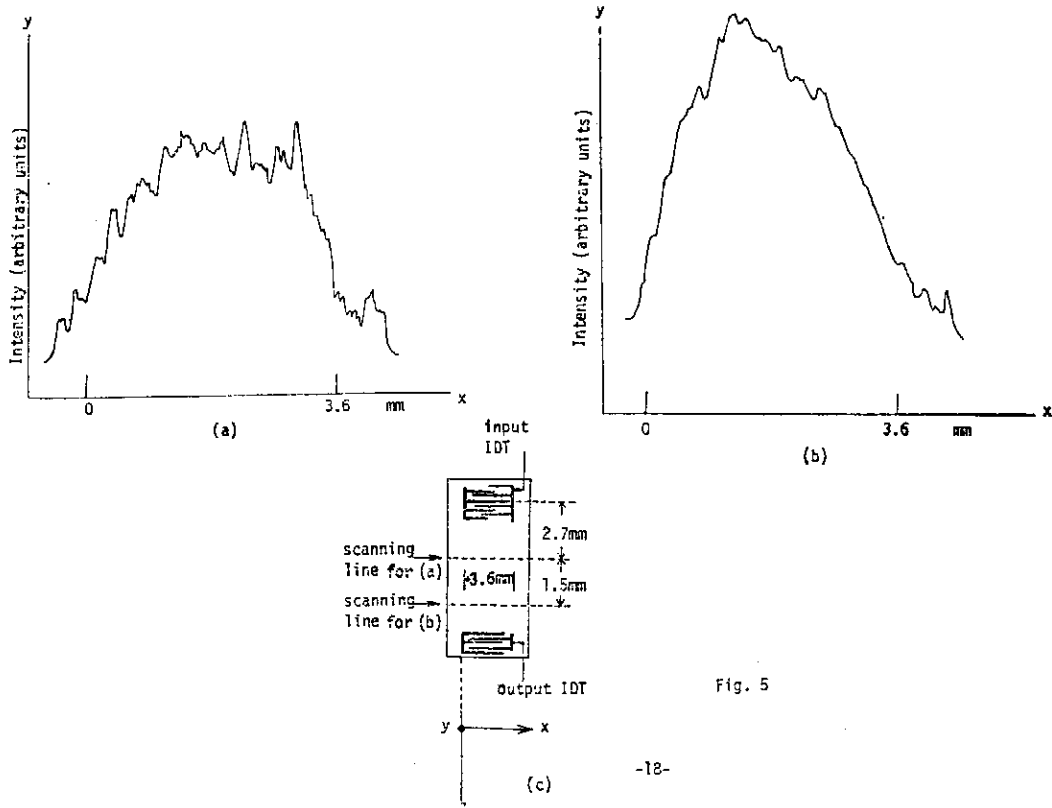 y
Intensity (arbitrary units)
0
3.6
mm
x
(a)
y
Intensity (arbitrary units)
0
3.6
mm
x
(b)
input
IDT
2.7mm
scanning
line for (a)
3.6mm
1.5mm
scanning
line for (b)
output IDT
y
x
(c)
Fig. 5
-18-